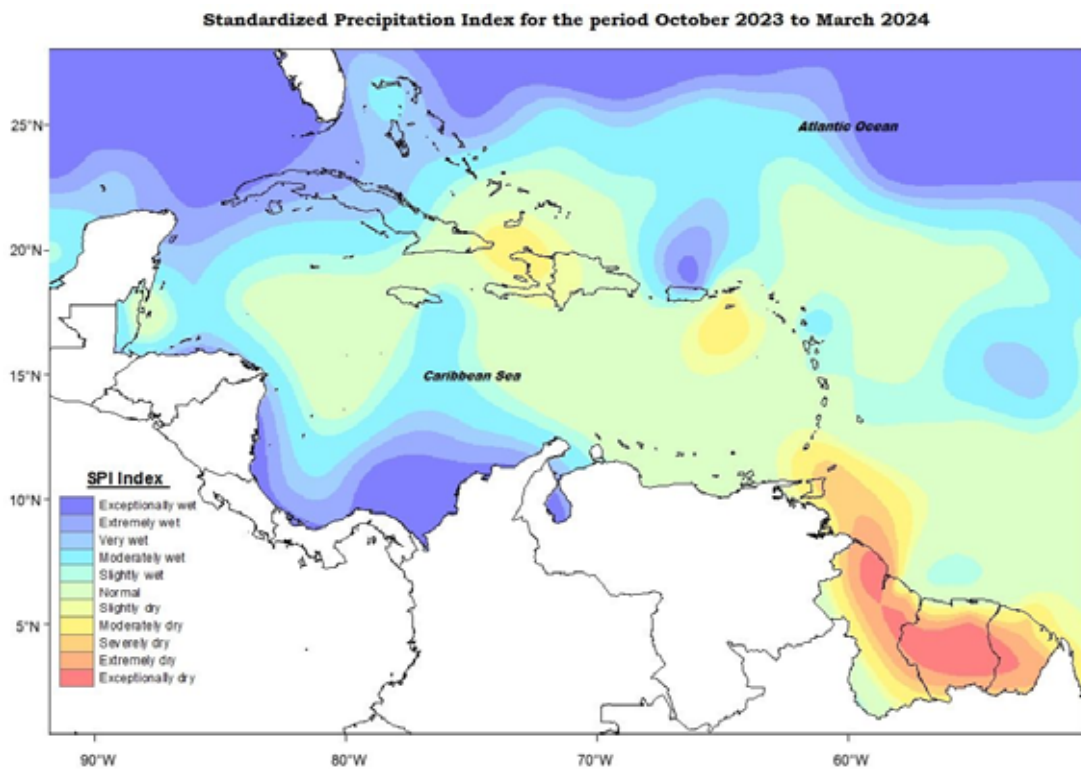 Standardized Precipitation Index for the period October 2023 to March 2024
25°N
Atlantic Ocean
20°N
15°N
Caribbean Sea
SPI Index
10°N
Exceptionally wet
Extremely wet
Very wet
Moderately wet
Slightly wet
Normal
Slightly dry
5°N
Moderately dry
Severely dry
Extremely dry
Exceptionally dry
90°W
80°W
70°W
60°W